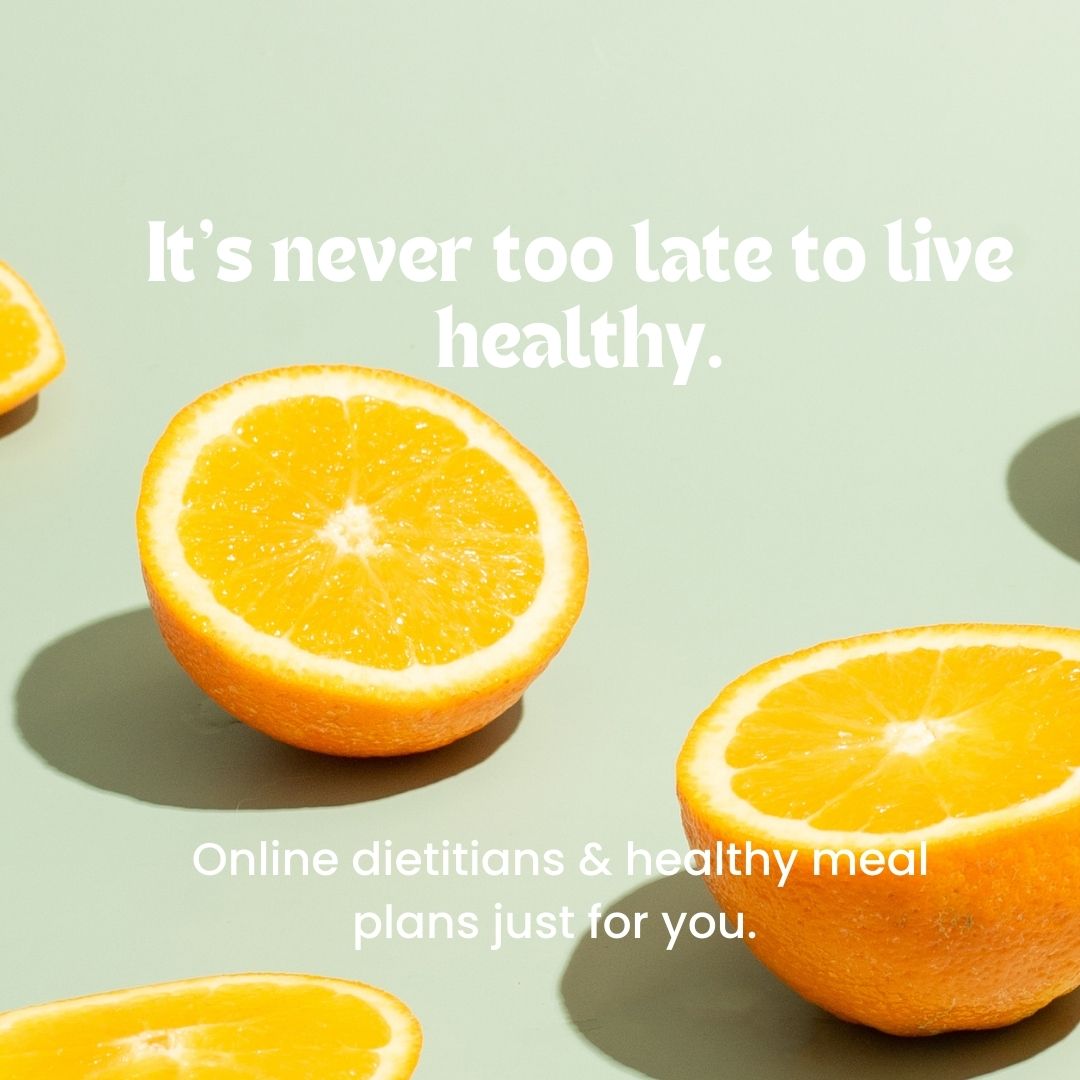 It’s never too late to live
healthy.
Online dietitians & healthy meal
plans just for you.